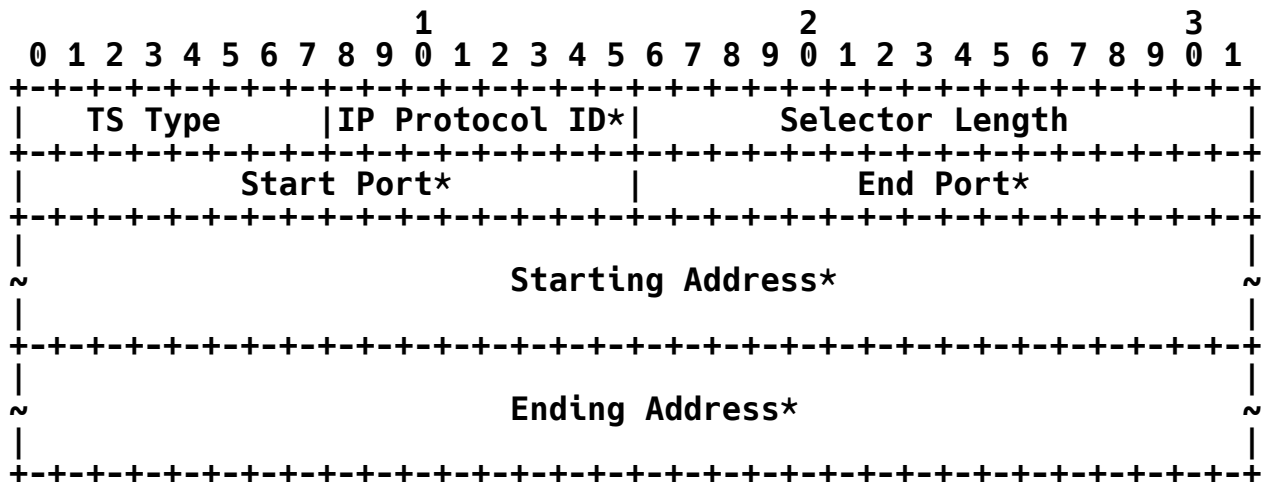 1                   2                   3
 0 1 2 3 4 5 6 7 8 9 0 1 2 3 4 5 6 7 8 9 0 1 2 3 4 5 6 7 8 9 0 1
+-+-+-+-+-+-+-+-+-+-+-+-+-+-+-+-+-+-+-+-+-+-+-+-+-+-+-+-+-+-+-+-+
|   TS Type     |IP Protocol ID*|       Selector Length         |
+-+-+-+-+-+-+-+-+-+-+-+-+-+-+-+-+-+-+-+-+-+-+-+-+-+-+-+-+-+-+-+-+
|           Start Port*         |           End Port*           |
+-+-+-+-+-+-+-+-+-+-+-+-+-+-+-+-+-+-+-+-+-+-+-+-+-+-+-+-+-+-+-+-+
|                                                               |
~                         Starting Address*                     ~
|                                                               |
+-+-+-+-+-+-+-+-+-+-+-+-+-+-+-+-+-+-+-+-+-+-+-+-+-+-+-+-+-+-+-+-+
|                                                               |
~                         Ending Address*                       ~
|                                                               |
+-+-+-+-+-+-+-+-+-+-+-+-+-+-+-+-+-+-+-+-+-+-+-+-+-+-+-+-+-+-+-+-+